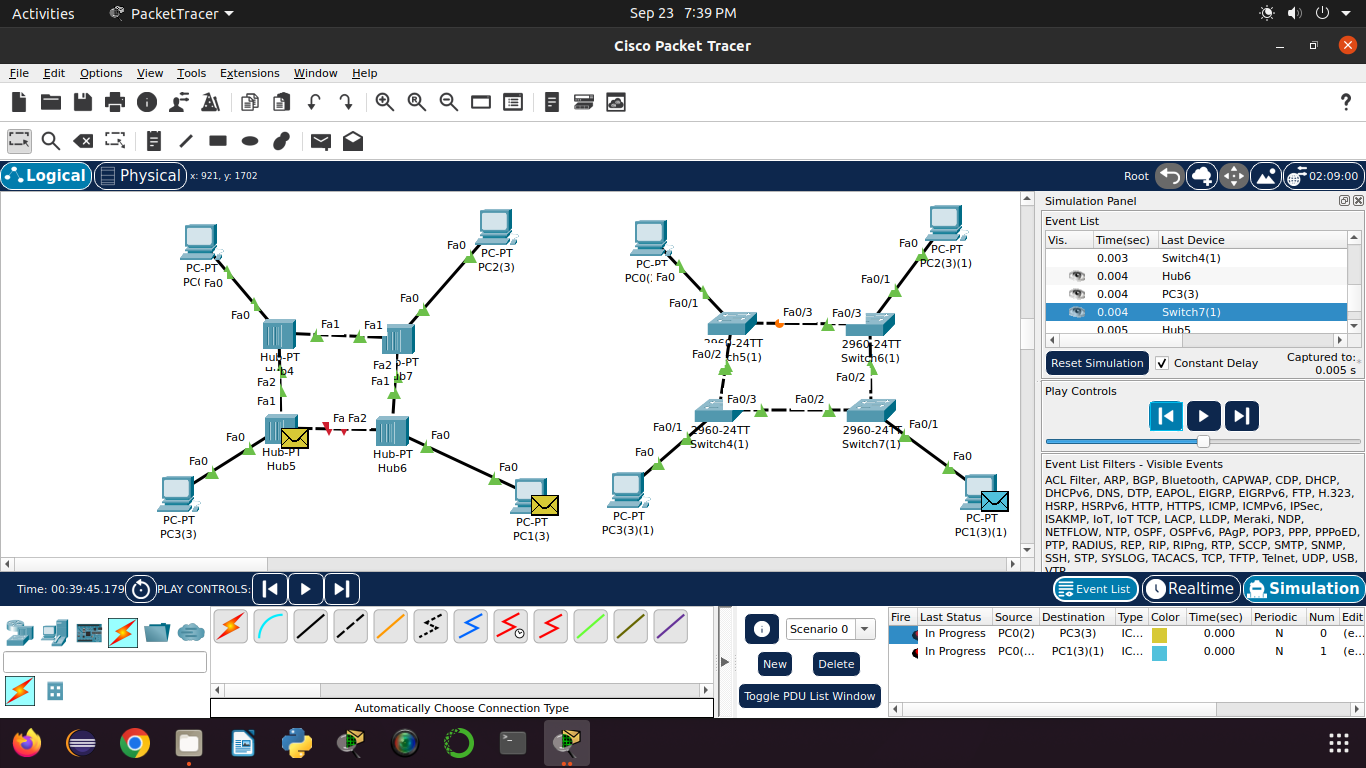 Activities PacketTracer Sep 23 7:39 PM
Cisco Packet Tracer
File Edit Options View Tools Extensions Window Help
?
Logical Physical x: 921, y: 1702 Root 02:09:00
PC-PT
Fa0
Fa0
PC-PT
PC2(3)
Fa0
Fa0
Hub-PT
Fa1
Fa1
Fa2
Fa1
Fa2
Fa1
Hub-PT
Hub5
Fa0
Fa0
PC-PT
PC3(3)
Fa
Fa2
Hub-PT
Hub6
Fa0
Fa0
PC-PT
PC1(3)
PC-PT
Fa0
Fa0/1
Fa0
PC-PT
PC2(3)(1)
Fa0/1
Fa0/3
Fa0/3
Fa0/2
2960-24TT
Switch6(1)
Fa0/2
Fa0/3
Fa0/2
Fa0/1
2960-24TT
Switch4(1)
2960-24TT
Switch7(1)
Fa0/1
Fa0
PC-PT
PC3(3)(1)
Fa0
PC-PT
PC1(3)(1)
Simulation Panel
Event List
Vis. Time(sec) Last Device
0.003 Switch4(1)
0.004 Hub6
0.004 PC3(3)
0.004 Switch7(1)
0.005 Hub5
Reset Simulation Constant Delay Captured to:
0.005 s
Play Controls
Event List Filters - Visible Events
ACL Filter, ARP, BGP, Bluetooth, CAPWAP, CDP, DHCP,
DHCPv6, DNS, DTP, EAPOL, EIGRP, EIGRPv6, FTP, H.323,
HSRP, HSRPv6, HTTP, HTTPS, ICMP, ICMPv6, IPSec,
ISAKMP, IoT, IoT TCP, LACP, LLDP, Meraki, NDP,
NETFLOW, NTP, OSPF, OSPFv6, PAgP, POP3, PPP, PPPoED,
PTP, RADIUS, REP, RIP, RIPng, RTP, SCCP, SMTP, SNMP,
SSH, STP, SYSLOG, TACACS, TCP, TFTP, Telnet, UDP, USB,
VTP
Time: 00:39:45.179 PLAY CONTROLS: Event List Realtime Simulation
Automatically Choose Connection Type
Scenario 0
New Delete
Toggle PDU List Window
Fire Last Status Source Destination Type Color Time(sec) Periodic Num Edit
In Progress PC0(2) PC3(3) IC... 0.000 N 0 (e...
In Progress PC0(... PC1(3)(1) IC... 0.000 N 1 (e...